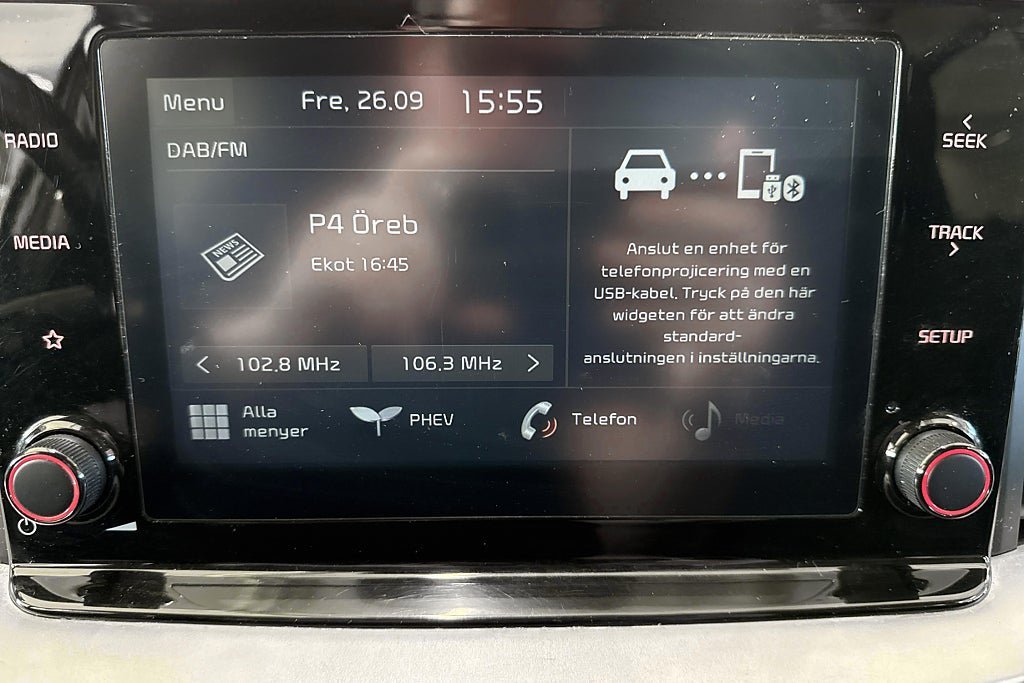 Menu Fre, 26.09 15:55
RADIO
SEEK
DAB/FM
P4 Öreb
TRACK
MEDIA
NEWS
Ekot 16:45
Anslut en enhet för
telefonprojicering med en
USB-kabel. Tryck på den här
widgeten för att ändra
standard-
anslutningen i inställningarna.
SETUP
102.8 MHz 106.3 MHz
Alla
menyer
PHEV
Telefon
Media